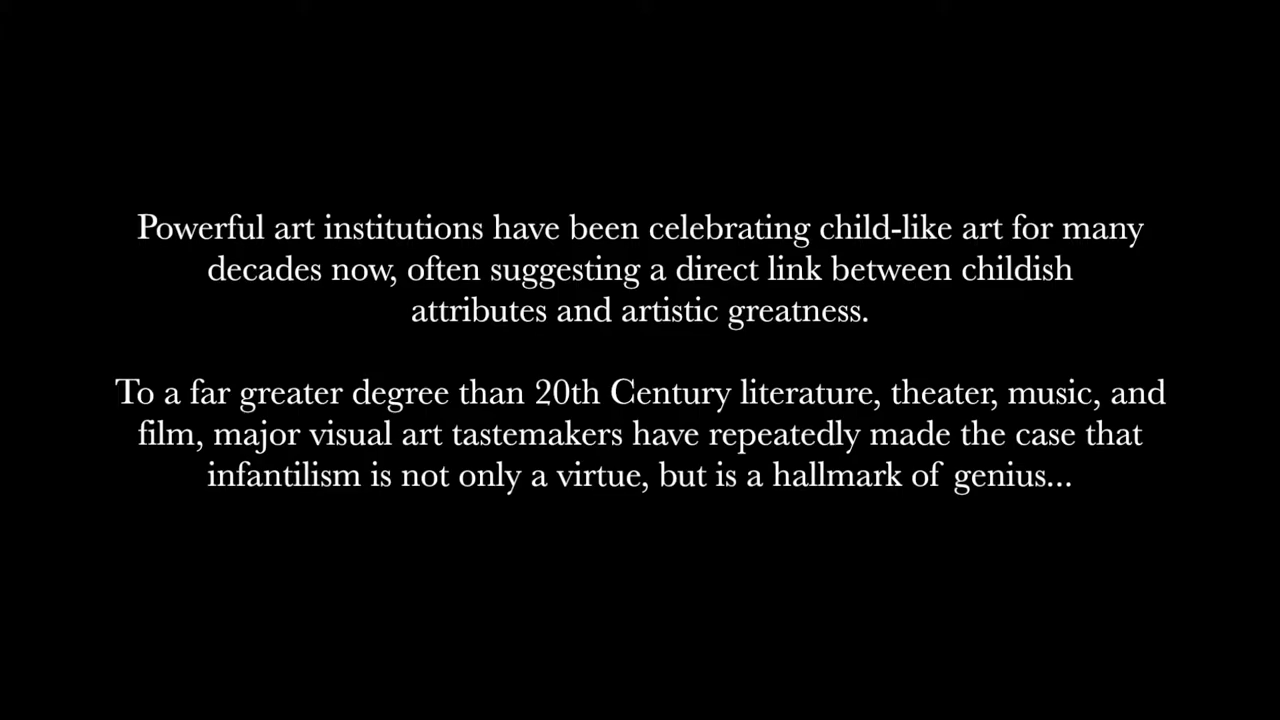 Powerful art institutions have been celebrating child-like art for many
decades now, often suggesting a direct link between childish
attributes and artistic greatness.
To a far greater degree than 20th Century literature, theater, music, and
film, major visual art tastemakers have repeatedly made the case that
infantilism is not only a virtue, but is a hallmark of genius...